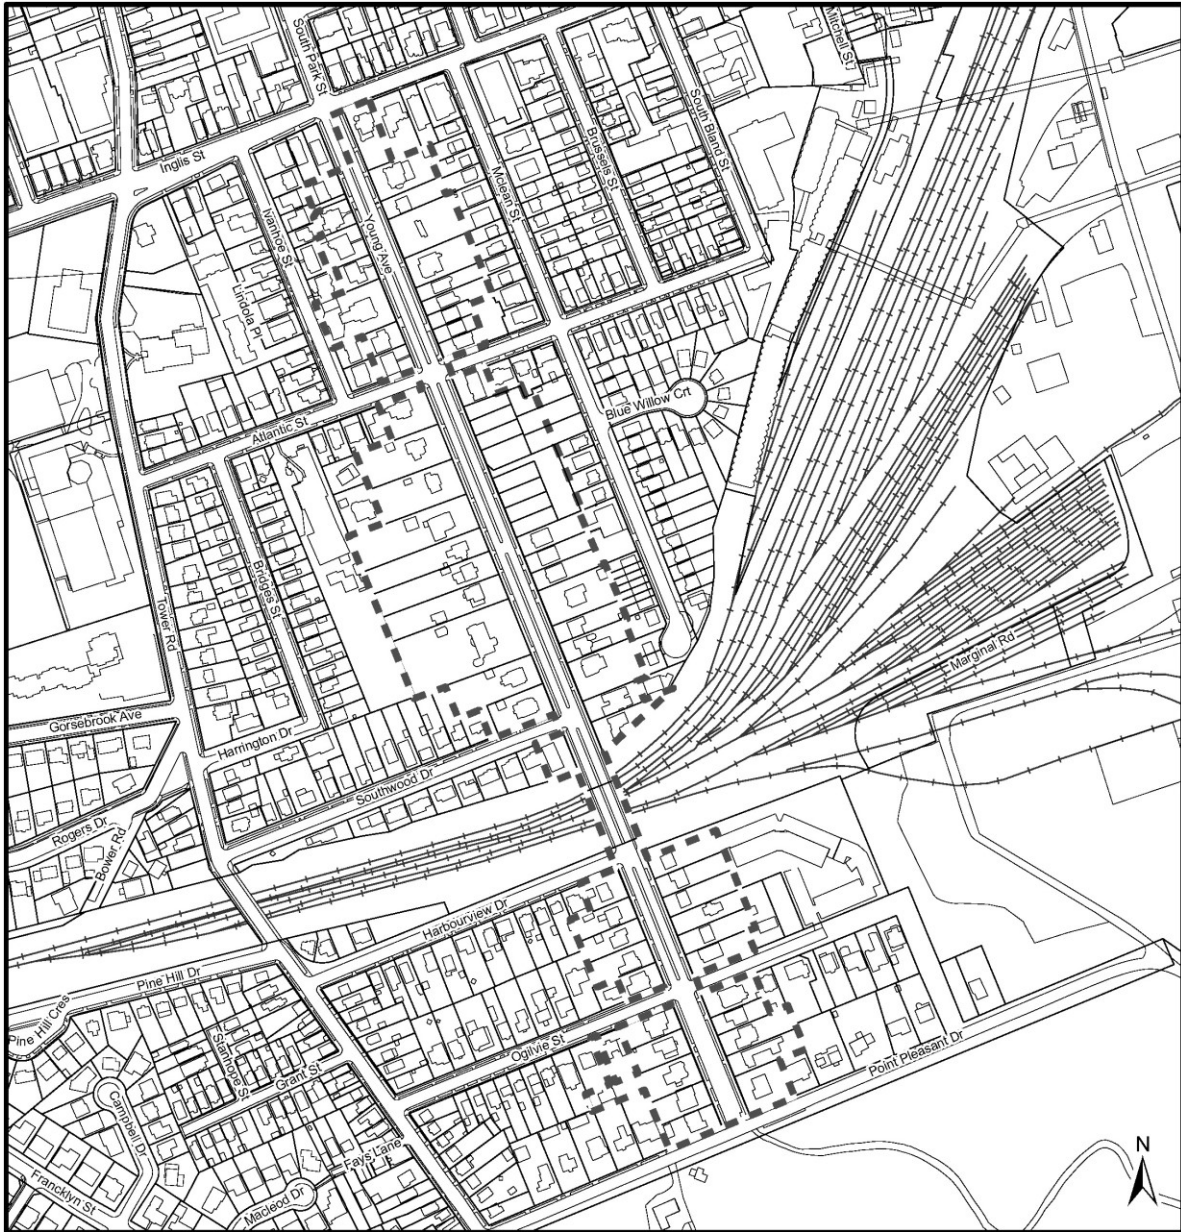 South Park St
Mitchell St
South Bland St
Brussels St
Mclean St
Inglis St
Ivanhoe St
Young Ave
Lindola Pl
Blue Willow Crt
Atlantic St
Bridges St
Tower Rd
Marginal Rd
Gorsebrook Ave
Harrington Dr
Southwood Dr
Rogers Dr
Bower Rd
Harbourview Dr
Pine Hill Dr
Pine Hill Cres
Stanhope St
Ogilvie St
Point Pleasant Dr
Grant St
Campbell Dr
Fays Lane
Francklyn St
Macleod Dr
N